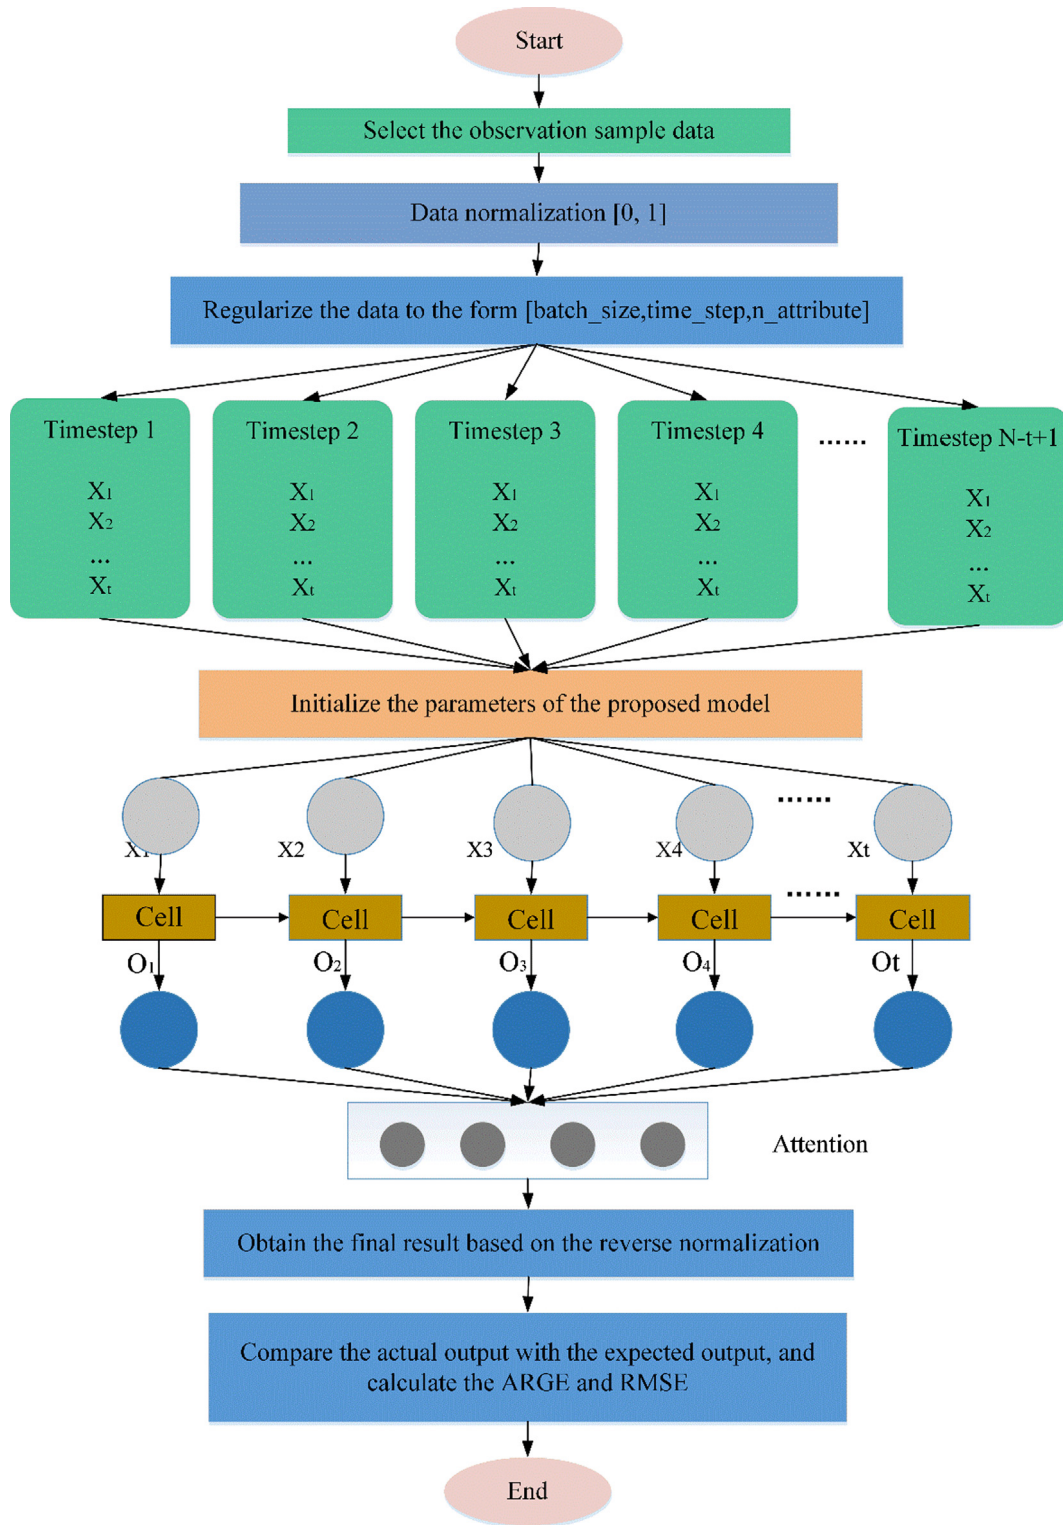 Start
Select the observation sample data
Data normalization [0, 1]
Regularize the data to the form [batch_size,time_step,n_attribute]
Timestep 1
X1
X2
...
Xt
Timestep 2
X1
X2
...
Xt
Timestep 3
X1
X2
...
Xt
Timestep 4
X1
X2
...
Xt
......
Timestep N-t+1
X1
X2
...
Xt
Initialize the parameters of the proposed model
......
X1 X2 X3 X4 Xt
......
Cell Cell Cell Cell Cell
O1 O2 O3 O4 Ot
Attention
Obtain the final result based on the reverse normalization
Compare the actual output with the expected output, and
calculate the ARGE and RMSE
End